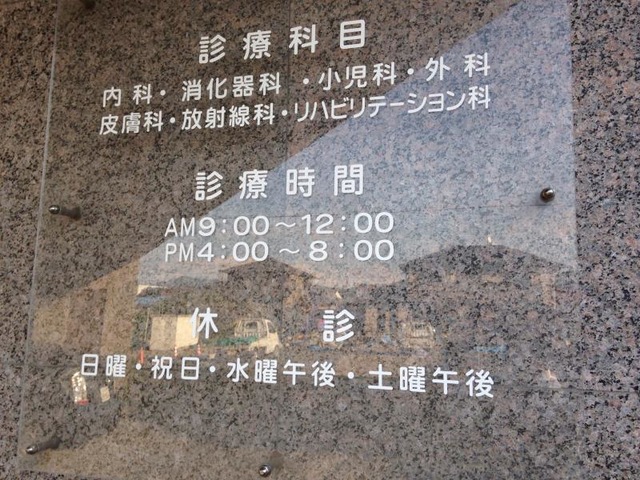 診療科目
内科・消化器科・小児科・外科
皮膚科・放射線科・リハビリテーション科
診療時間
AM9:00～12:00
PM4:00～8:00
休診
日曜・祝日・水曜午後・土曜午後